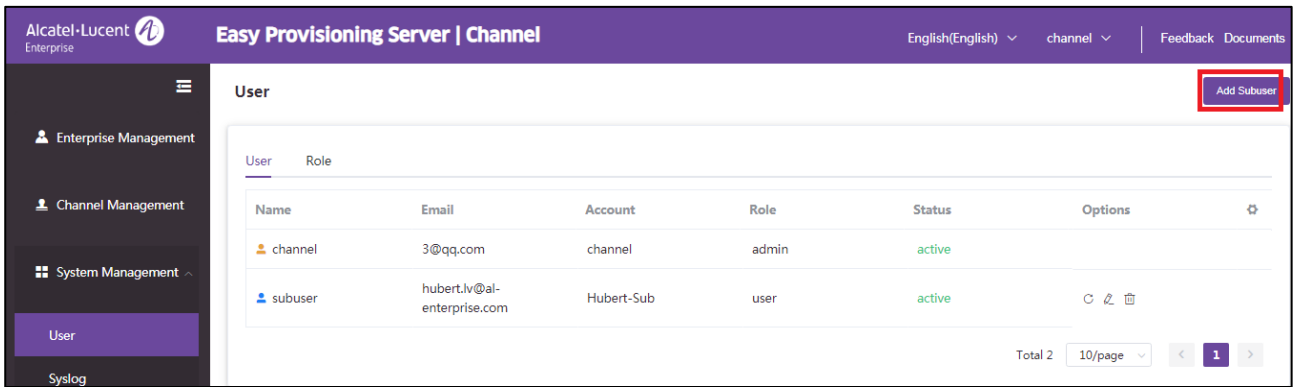 Alcatel·Lucent
Enterprise
Easy Provisioning Server | Channel
English(English)
channel
Feedback Documents
User
Add Subuser
Enterprise Management
Channel Management
System Management
User
Syslog
User Role
Name Email Account Role Status Options
channel 3@qq.com channel admin active
subuser hubert.lv@al-
enterprise.com Hubert-Sub user active
Total 2 10/page < 1 >